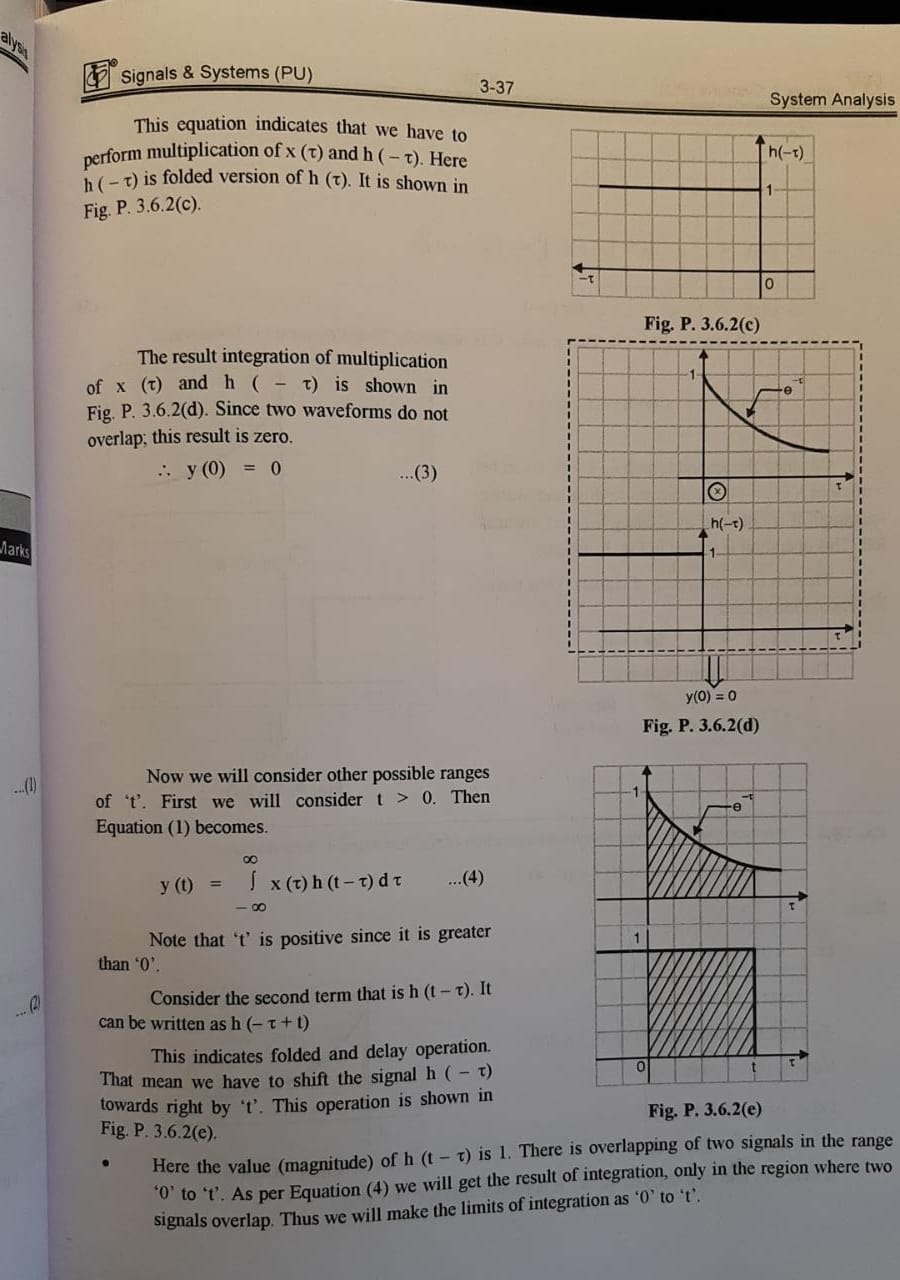 alysis
Signals & Systems (PU)
3-37
System Analysis
This equation indicates that we have to
perform multiplication of x (τ) and h ( – τ). Here
h ( – τ) is folded version of h (τ). It is shown in
Fig. P. 3.6.2(c).
h(–τ)
1
–τ
0
Fig. P. 3.6.2(c)
The result integration of multiplication
of x (τ) and h ( – τ) is shown in
Fig. P. 3.6.2(d). Since two waveforms do not
overlap; this result is zero.
∴ y (0) = 0 ...(3)
1
e^–τ
τ
h(–τ)
1
τ
y(0) = 0
Fig. P. 3.6.2(d)
Marks
...(1)
...(2)
Now we will consider other possible ranges
of ‘t’. First we will consider t > 0. Then
Equation (1) becomes.
∞
y (t) = ∫ x (τ) h (t – τ) d τ ...(4)
– ∞
Note that ‘t’ is positive since it is greater
than ‘0’.
Consider the second term that is h (t – τ). It
can be written as h (– τ + t)
This indicates folded and delay operation.
That mean we have to shift the signal h ( – τ)
towards right by ‘t’. This operation is shown in
Fig. P. 3.6.2(e).
1
e^–τ
τ
1
0
t
τ
Fig. P. 3.6.2(e)
• Here the value (magnitude) of h (t – τ) is 1. There is overlapping of two signals in the range
‘0’ to ‘t’. As per Equation (4) we will get the result of integration, only in the region where two
signals overlap. Thus we will make the limits of integration as ‘0’ to ‘t’.